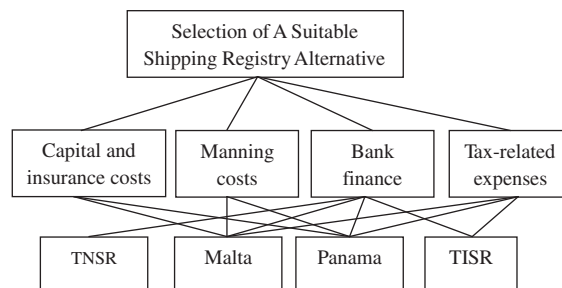 Selection of A Suitable
Shipping Registry Alternative
Capital and
insurance costs
Manning
costs
Bank
finance
Tax-related
expenses
TNSR
Malta
Panama
TISR